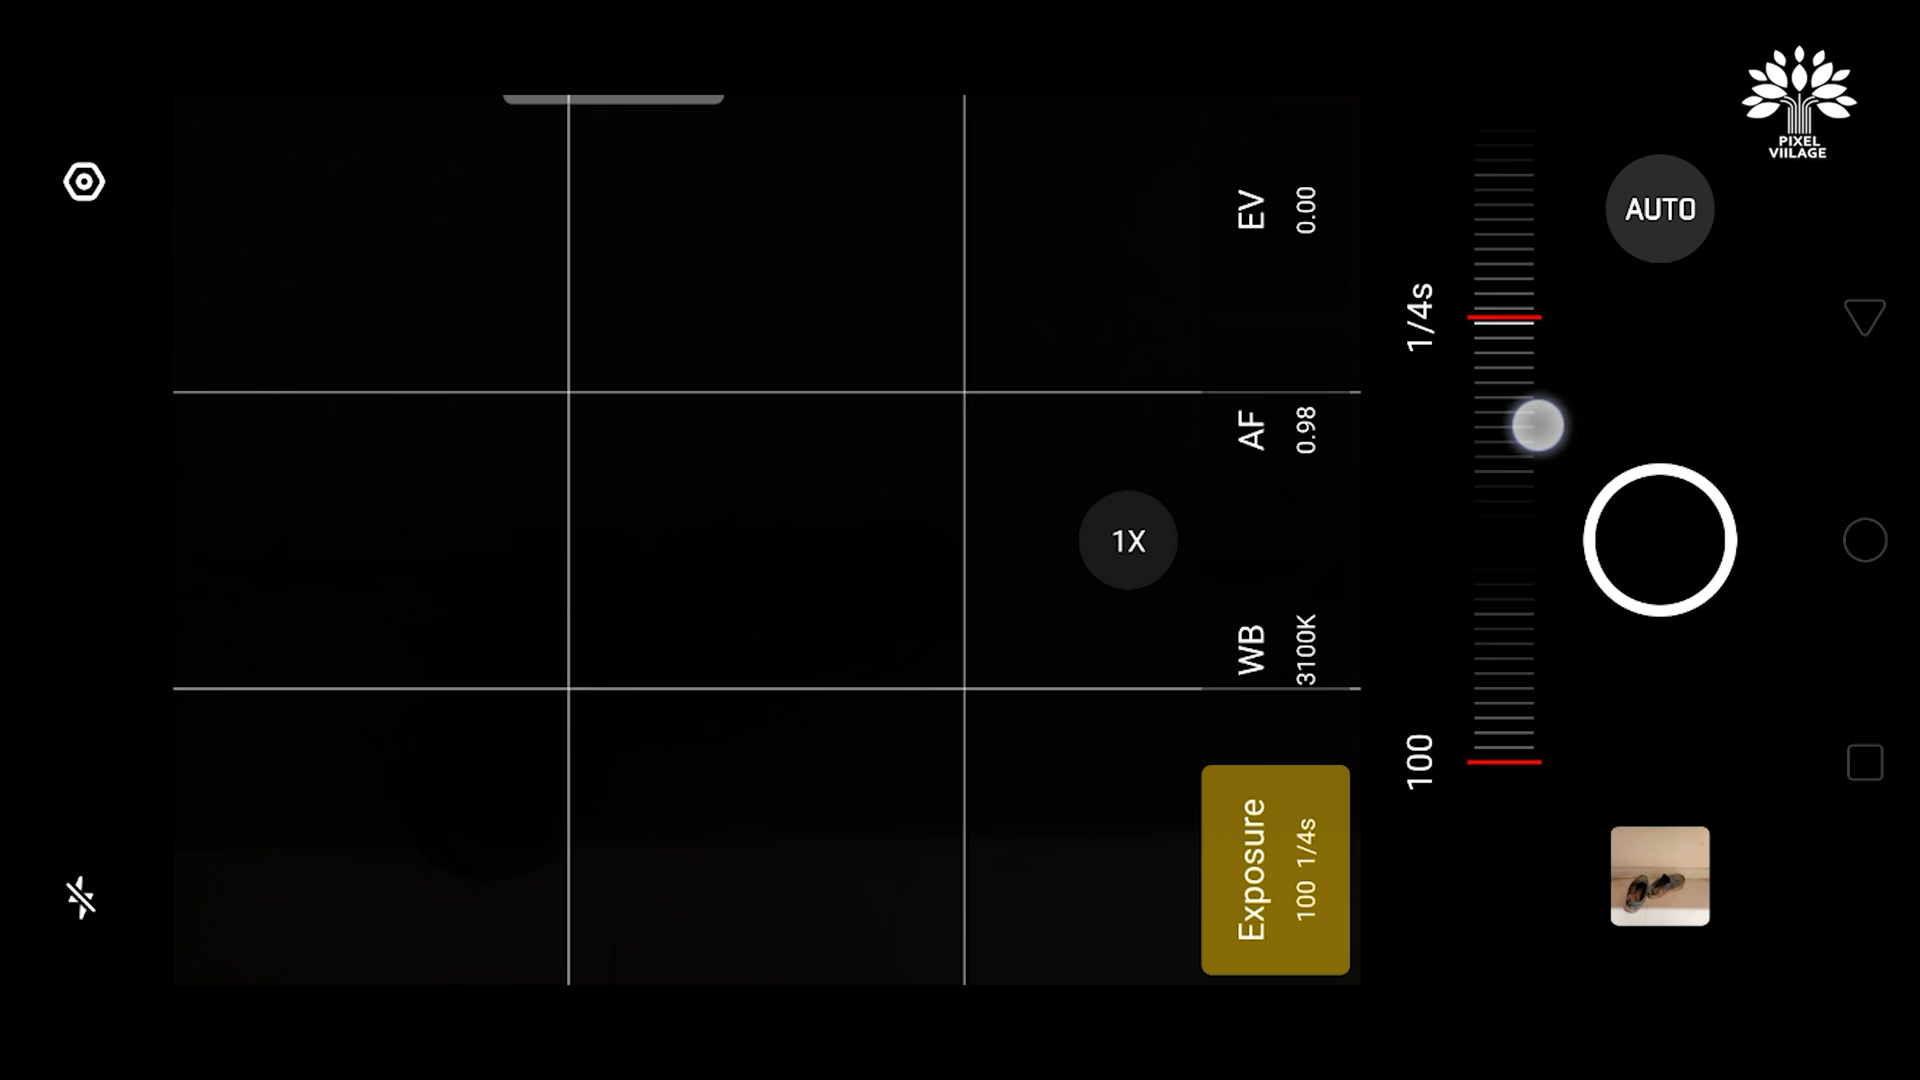 PIXEL
VIILAGE
AUTO
EV
0.00
1/4s
AF
0.98
1X
WB
3100K
100
Exposure
100 1/4s